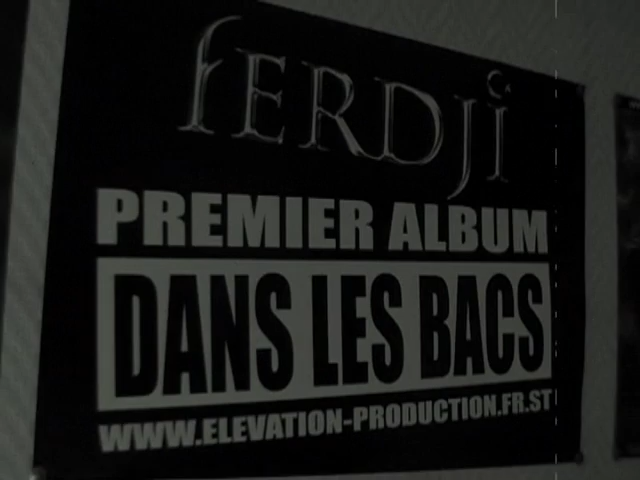 fERDJi
PREMIER ALBUM
DANS LES BACS
WWW.ELEVATION-PRODUCTION.FR.ST